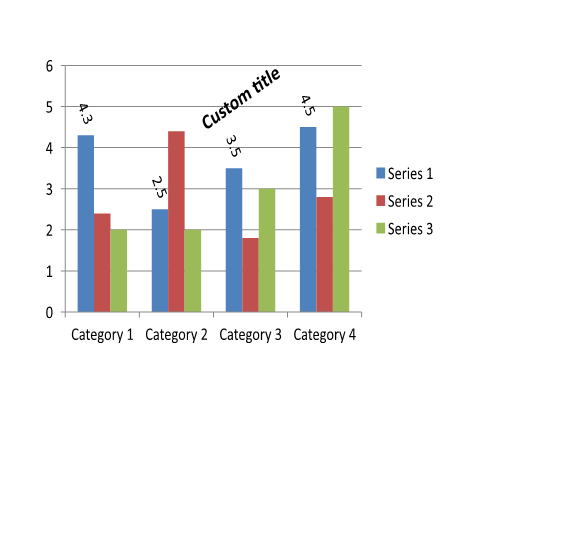 Custom title
6
5
4
3
2
1
0
4.3
2.5
3.5
4.5
Category 1
Category 2
Category 3
Category 4
Series 1
Series 2
Series 3